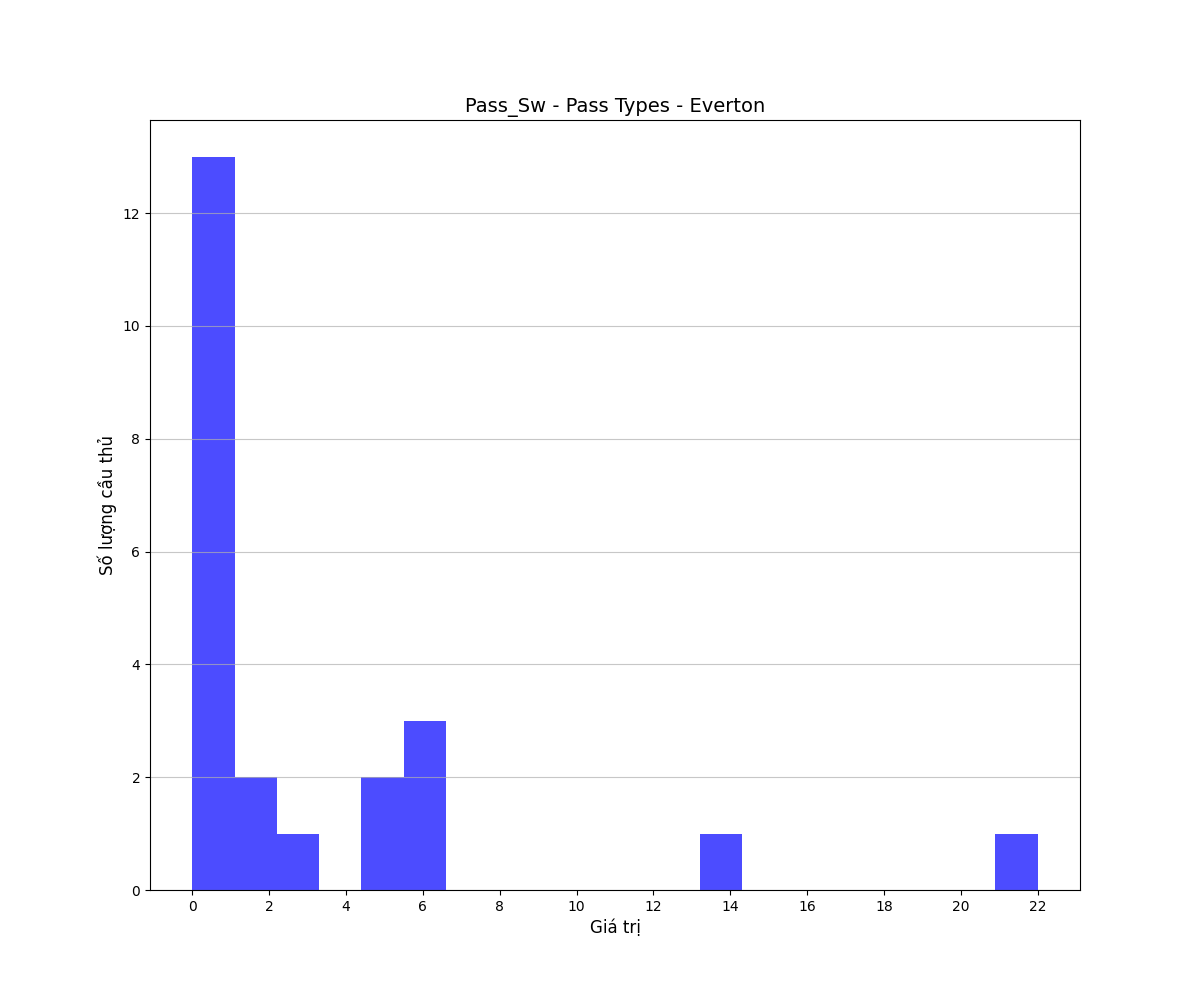 Pass_Sw - Pass Types - Everton
12
10
8
6
4
2
0
Số lượng cầu thủ
0 2 4 6 8 10 12 14 16 18 20 22
Giá trị